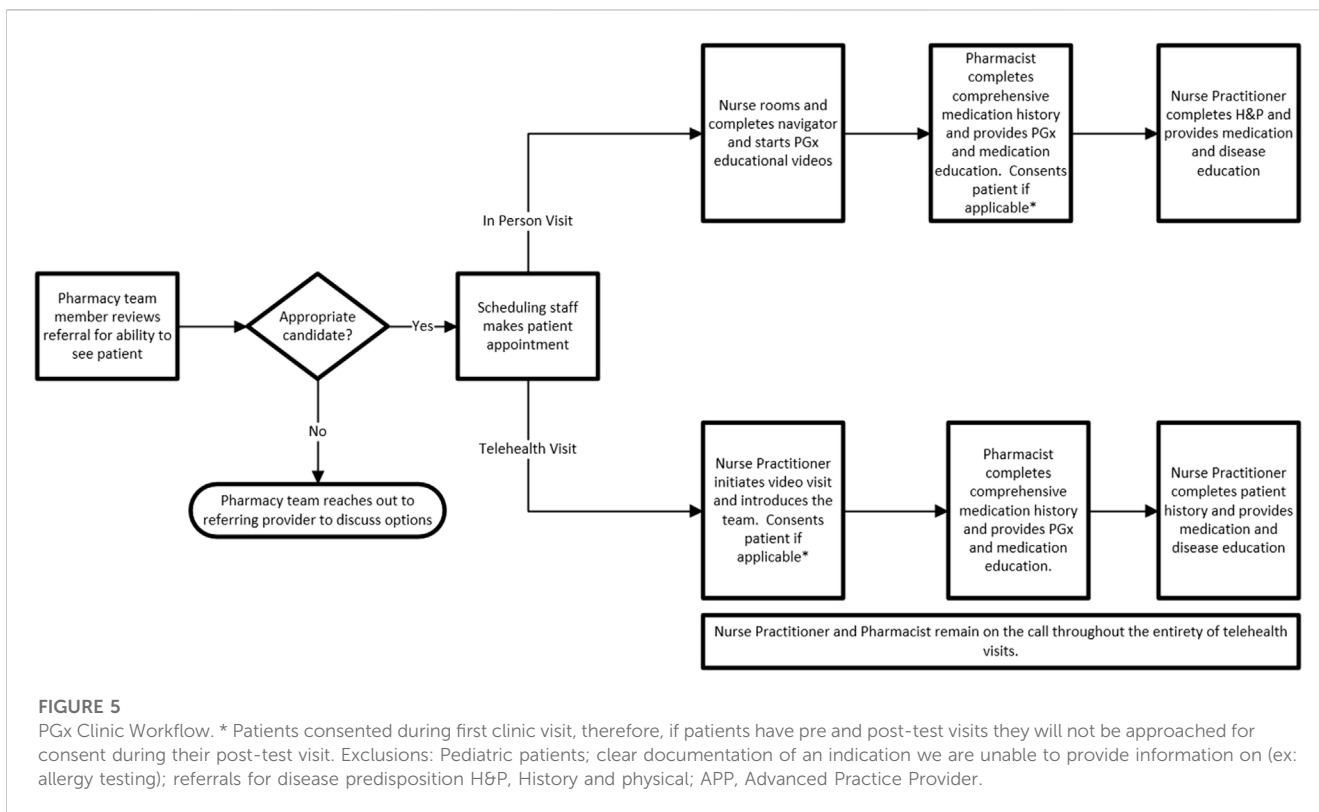 Pharmacy team
member reviews
referral for ability to
see patient
Appropriate
candidate?
Yes
No
Pharmacy team reaches out to
referring provider to discuss options
Scheduling staff
makes patient
appointment
In Person Visit
Nurse rooms and
completes navigator
and starts PGx
educational videos
Pharmacist
completes
comprehensive
medication history
and provides PGx
and medication
education. Consents
patient if
applicable*
Nurse Practitioner
completes H&P and
provides medication
and disease
education
Telehealth Visit
Nurse Practitioner
initiates video visit
and introduces the
team. Consents
patient if
applicable*
Pharmacist
completes
comprehensive
medication history
and provides PGx
and medication
education.
Nurse Practitioner
completes patient
history and provides
medication and
disease education
Nurse Practitioner and Pharmacist remain on the call throughout the entirety of telehealth
visits.
FIGURE 5
PGx Clinic Workflow. * Patients consented during first clinic visit, therefore, if patients have pre and post-test visits they will not be approached for
consent during their post-test visit. Exclusions: Pediatric patients; clear documentation of an indication we are unable to provide information on (ex:
allergy testing); referrals for disease predisposition H&P, History and physical; APP, Advanced Practice Provider.